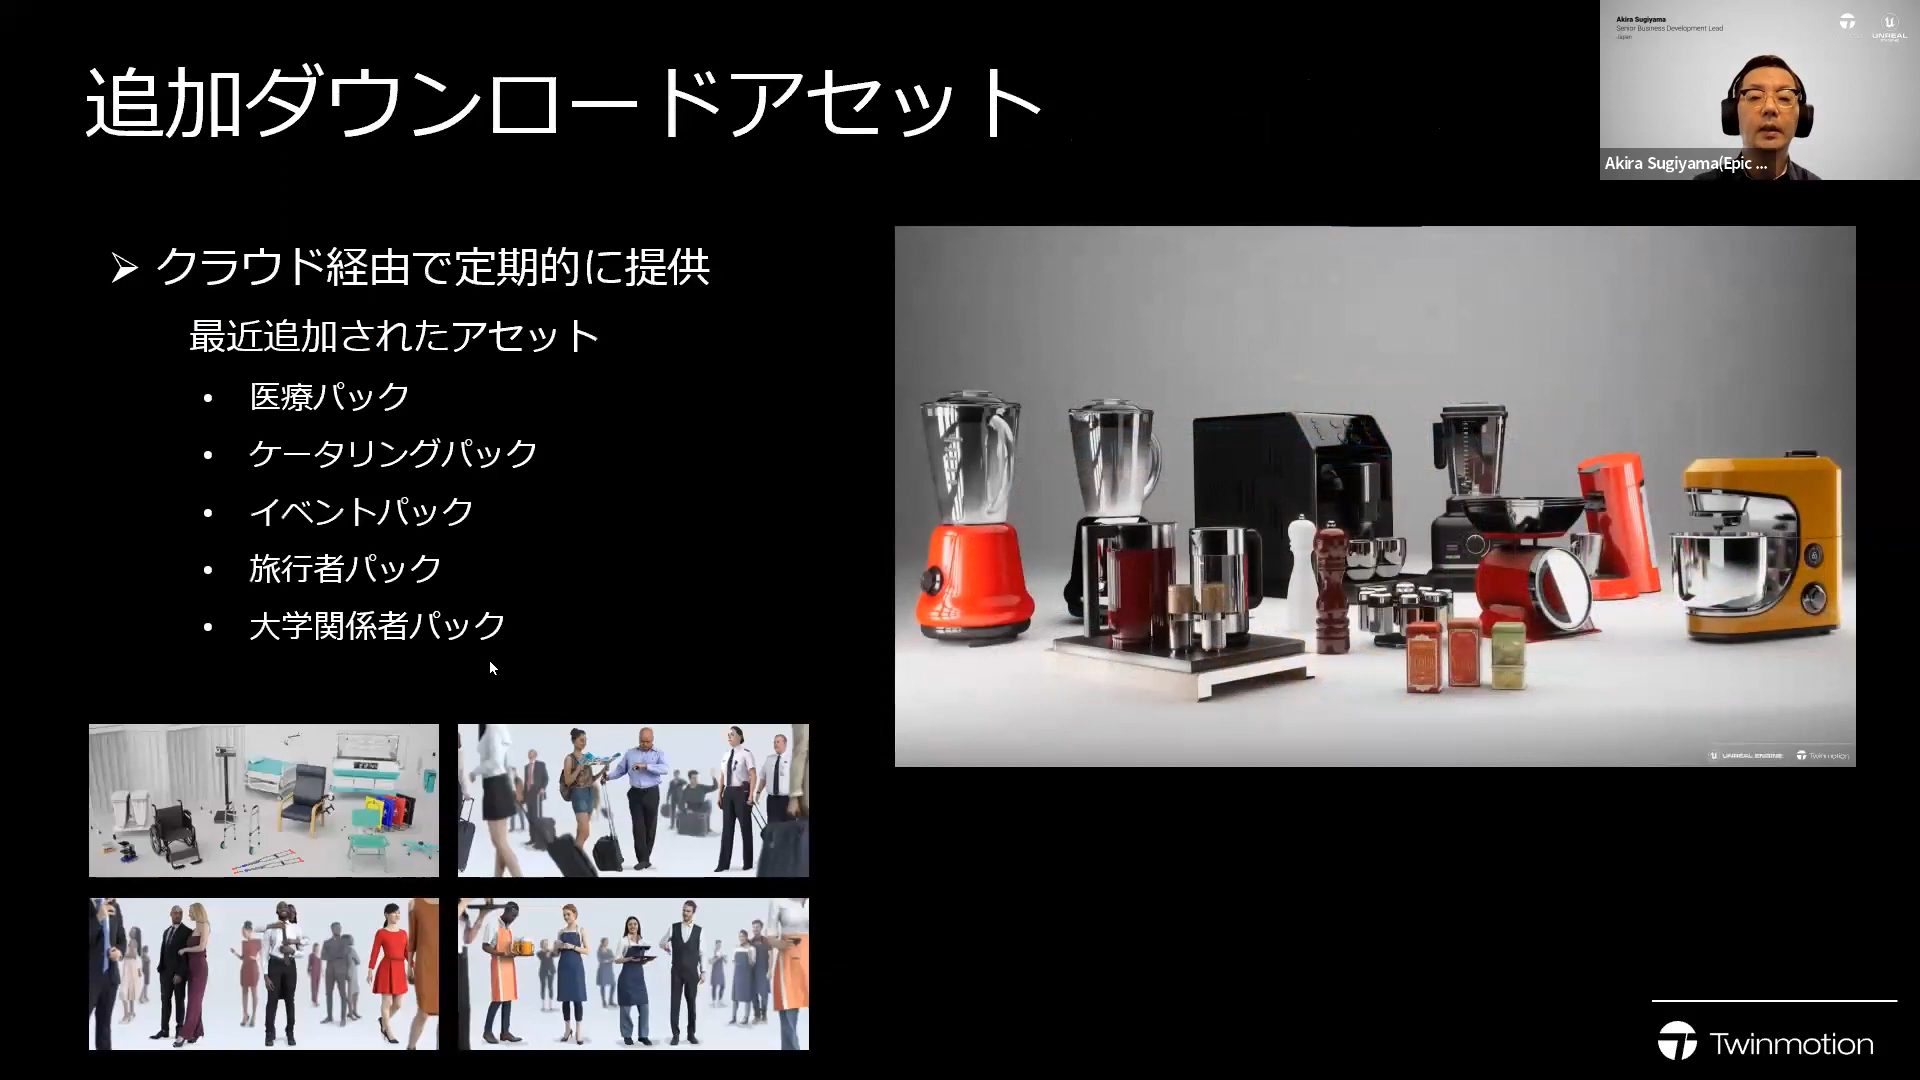 追加ダウンロードアセット
Akira Sugiyama
Senior Business Development Lead
Japan
UNREAL
Akira Sugiyama(Epic ...
➢ クラウド経由で定期的に提供
最近追加されたアセット
• 医療パック
• ケータリングパック
• イベントパック
• 旅行者パック
• 大学関係者パック
UNREAL ENGINE Twinmotion
Twinmotion